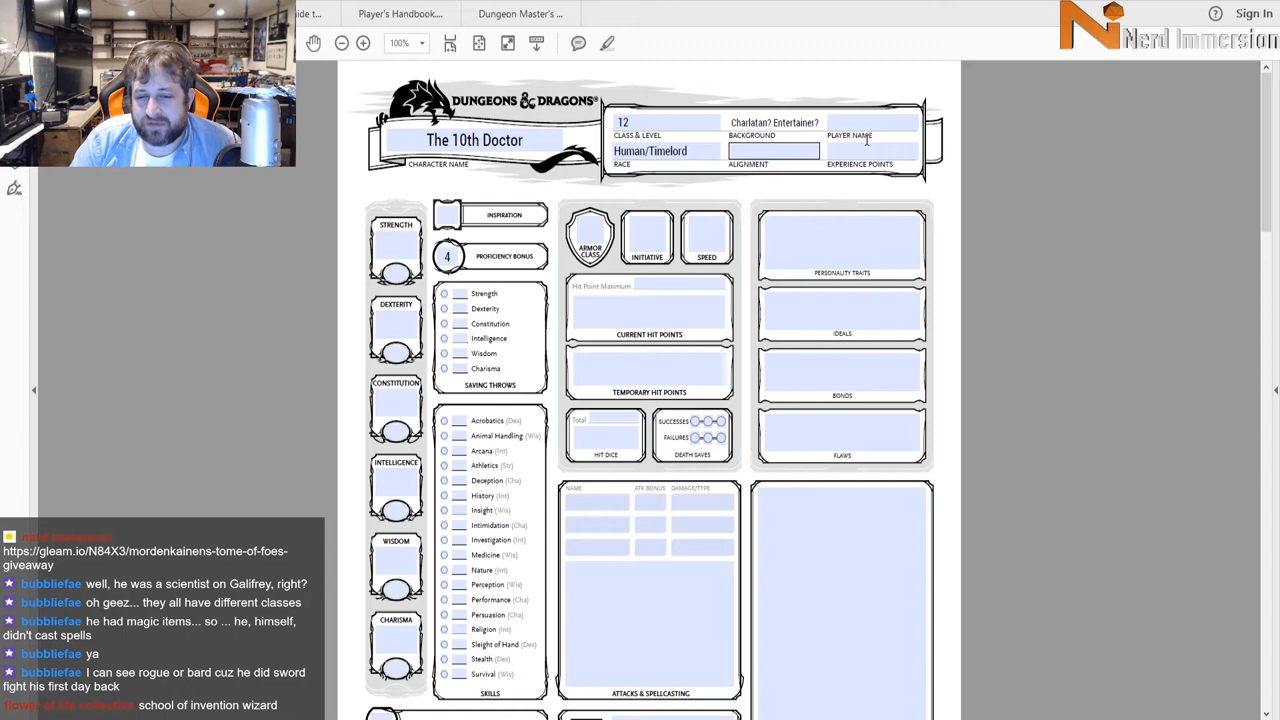 ide t...
Player's Handbook....
Dungeon Master's ...
Sign In
100%
Nerd Immersion
DUNGEONS & DRAGONS®
The 10th Doctor
CHARACTER NAME
12
Charlatan? Entertainer?
CLASS & LEVEL
BACKGROUND
PLAYER NAME
Human/Timelord
RACE
ALIGNMENT
EXPERIENCE POINTS
STRENGTH
DEXTERITY
CONSTITUTION
INTELLIGENCE
WISDOM
CHARISMA
INSPIRATION
4
PROFICIENCY BONUS
Strength
Dexterity
Constitution
Intelligence
Wisdom
Charisma
SAVING THROWS
Acrobatics (Dex)
Animal Handling (Wis)
Arcana (Int)
Athletics (Str)
Deception (Cha)
History (Int)
Insight (Wis)
Intimidation (Cha)
Investigation (Int)
Medicine (Wis)
Nature (Int)
Perception (Wis)
Performance (Cha)
Persuasion (Cha)
Religion (Int)
Sleight of Hand (Dex)
Stealth (Dex)
Survival (Wis)
SKILLS
ARMOR
CLASS
INITIATIVE
SPEED
Hit Point Maximum
CURRENT HIT POINTS
TEMPORARY HIT POINTS
Total
HIT DICE
SUCCESSES
FAILURES
DEATH SAVES
NAME
ATK BONUS
DAMAGE/TYPE
ATTACKS & SPELLCASTING
PERSONALITY TRAITS
IDEALS
BONDS
FLAWS
nerd immersion
https://gleam.io/N84X3/mordenkainens-tome-of-foes-
giveaway
bubbliefae well, he was a scientist on Galifrey, right?
bubbliefae oh geez... they all have different classes
bubbliefae he had magic items... so ... he, himself,
didn't cast spells
bubbliefae ya
bubbliefae I can see rogue or bard cuz he did sword
fight his first day back
flower of life collective school of invention wizard